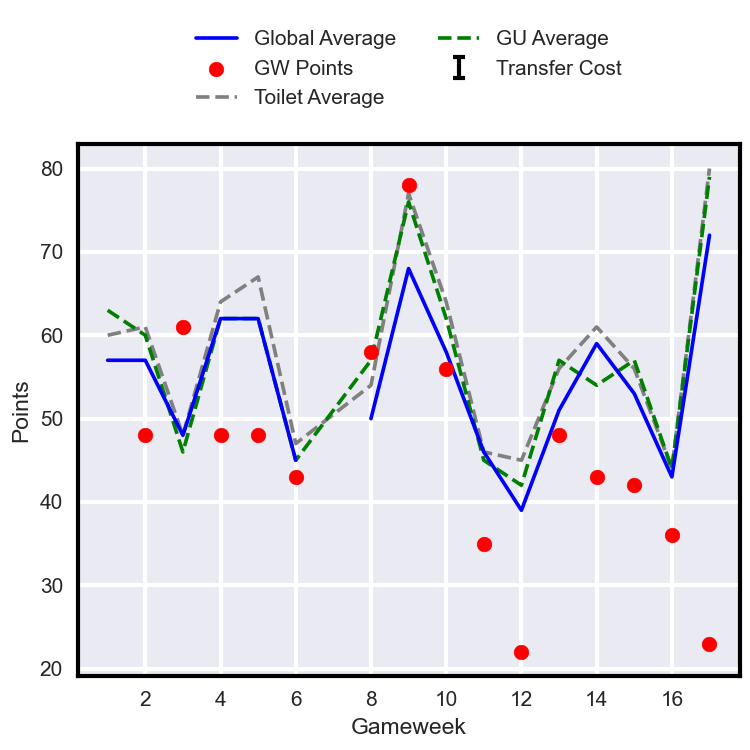 Global Average
GW Points
Toilet Average
GU Average
Transfer Cost
80
70
60
50
40
30
20
Points
2 4 6 8 10 12 14 16
Gameweek